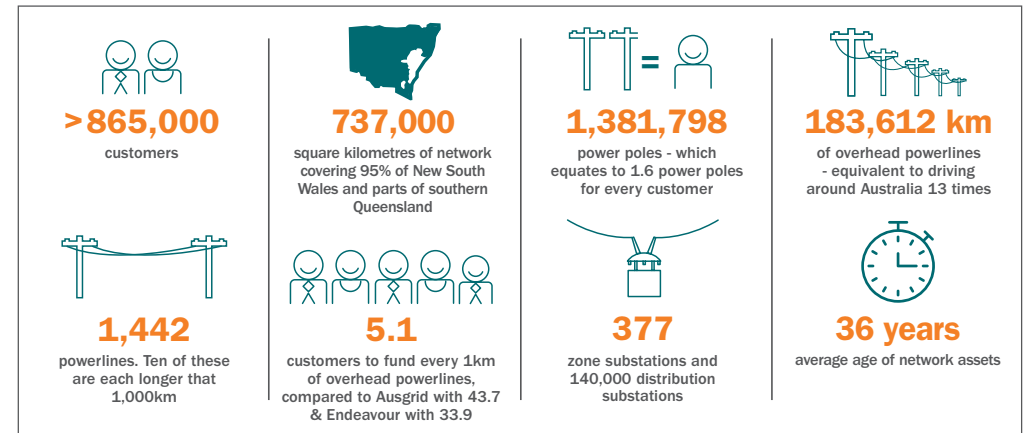 >865,000
customers
737,000
square kilometres of network
covering 95% of New South
Wales and parts of southern
Queensland
1,381,798
power poles - which
equates to 1.6 power poles
for every customer
183,612 km
of overhead powerlines
- equivalent to driving
around Australia 13 times
1,442
powerlines. Ten of these
are each longer that
1,000km
5.1
customers to fund every 1km
of overhead powerlines,
compared to Ausgrid with 43.7
& Endeavour with 33.9
377
zone substations and
140,000 distribution
substations
36 years
average age of network assets